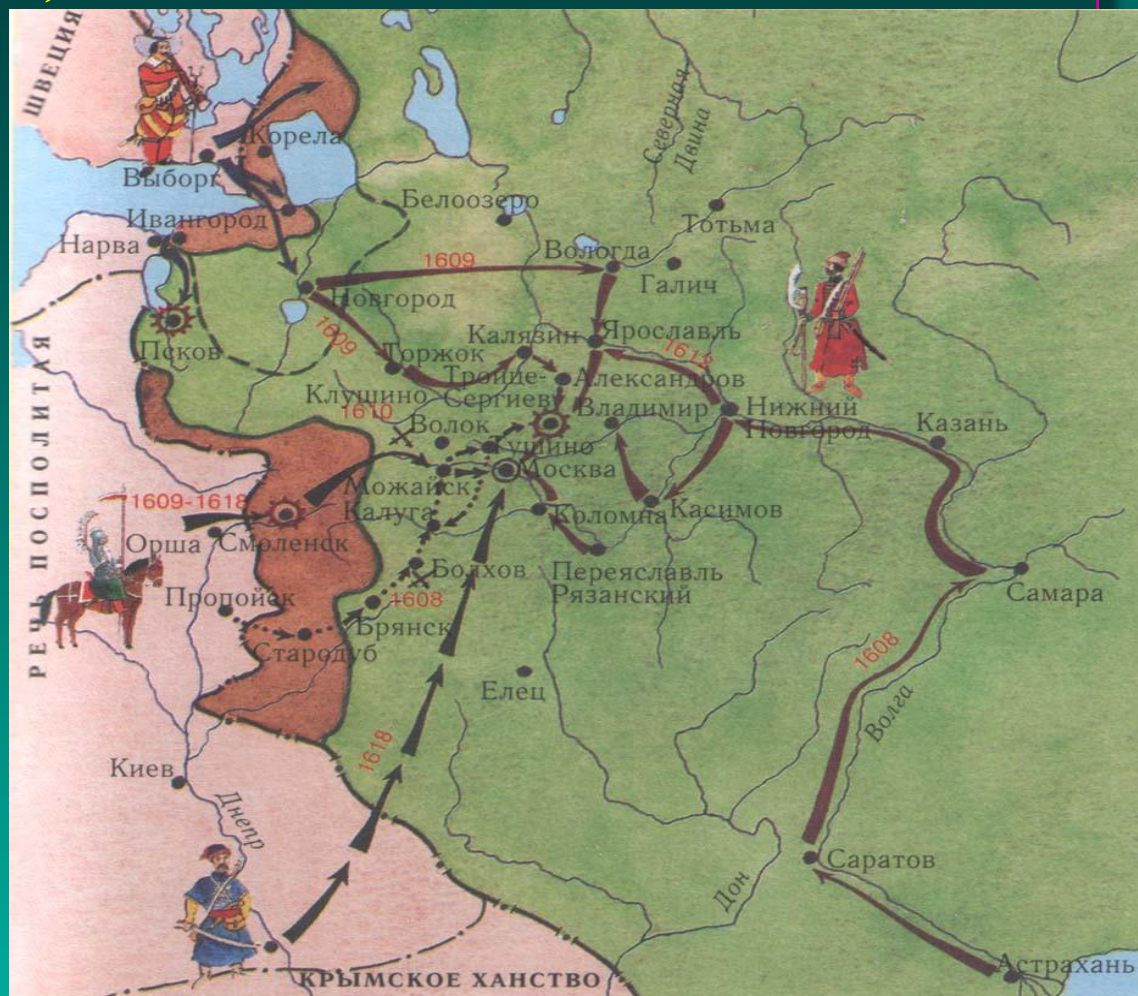 ШВЕЦИЯ
Северная
Двина
Корела
Выборг
Белоозеро
Тотьма
Ивангород
Нарва
1609
Вологда
Галич
Новгород
1609
Калязин
Ярославль
1612
Псков
Торжок
Троице-
Сергиев
Александров
Клушино
1610
Волок
Владимир
Нижний
Новгород
Казань
Тушино
Москва
Можайск
1609-1618
Калуга
Коломна
Касимов
РЕЧЬ ПОСПОЛИТАЯ
Орша
Смоленск
Болхов
Переяславль
Рязанский
Самара
Пропойск
1608
Брянск
Стародуб
1608
Елец
Волга
1618
Киев
Днепр
Саратов
Дон
Астрахань
КРЫМСКОЕ ХАНСТВО